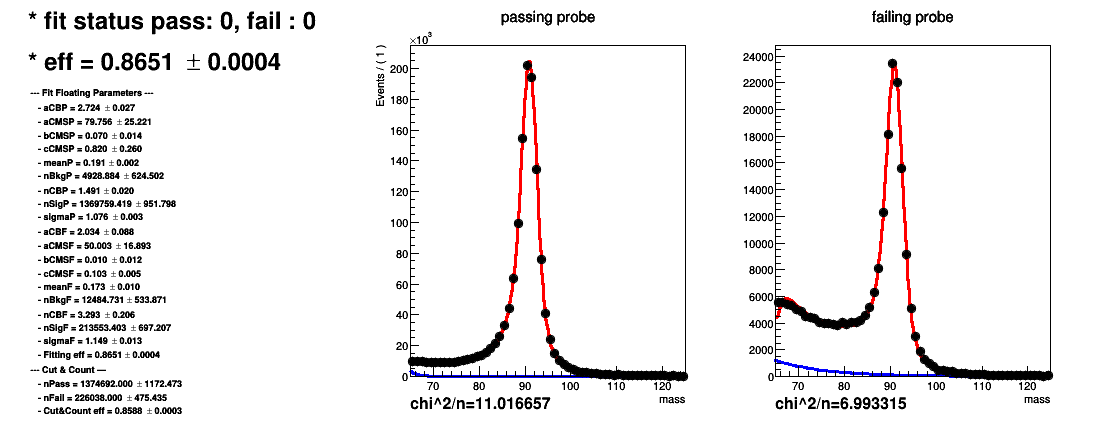 * fit status pass: 0, fail : 0
* eff = 0.8651 ± 0.0004
--- Fit Floating Parameters ---
- aCBP = 2.724 ± 0.027
- aCMSP = 79.756 ± 25.221
- bCMSP = 0.070 ± 0.014
- cCMSP = 0.820 ± 0.260
- meanP = 0.191 ± 0.002
- nBkgP = 4928.884 ± 624.502
- nCBP = 1.491 ± 0.020
- nSigP = 1369759.419 ± 951.798
- sigmaP = 1.076 ± 0.003
- aCBF = 2.034 ± 0.088
- aCMSF = 50.003 ± 16.893
- bCMSF = 0.010 ± 0.012
- cCMSF = 0.103 ± 0.005
- meanF = 0.173 ± 0.010
- nBkgF = 12484.731 ± 533.871
- nCBF = 3.293 ± 0.206
- nSigF = 213553.403 ± 697.207
- sigmaF = 1.149 ± 0.013
- Fitting eff = 0.8651 ± 0.0004
--- Cut & Count ---
- nPass = 1374692.000 ± 1172.473
- nFail = 226038.000 ± 475.435
- Cut&Count eff = 0.8588 ± 0.0003
passing probe
×10³
Events / ( 1 )
200
180
160
140
120
100
80
60
40
20
0
70 80 90 100 110 120
mass
chi^2/n=11.016657
failing probe
24000
22000
20000
18000
16000
14000
12000
10000
8000
6000
4000
2000
0
70 80 90 100 110 120
mass
chi^2/n=6.993315